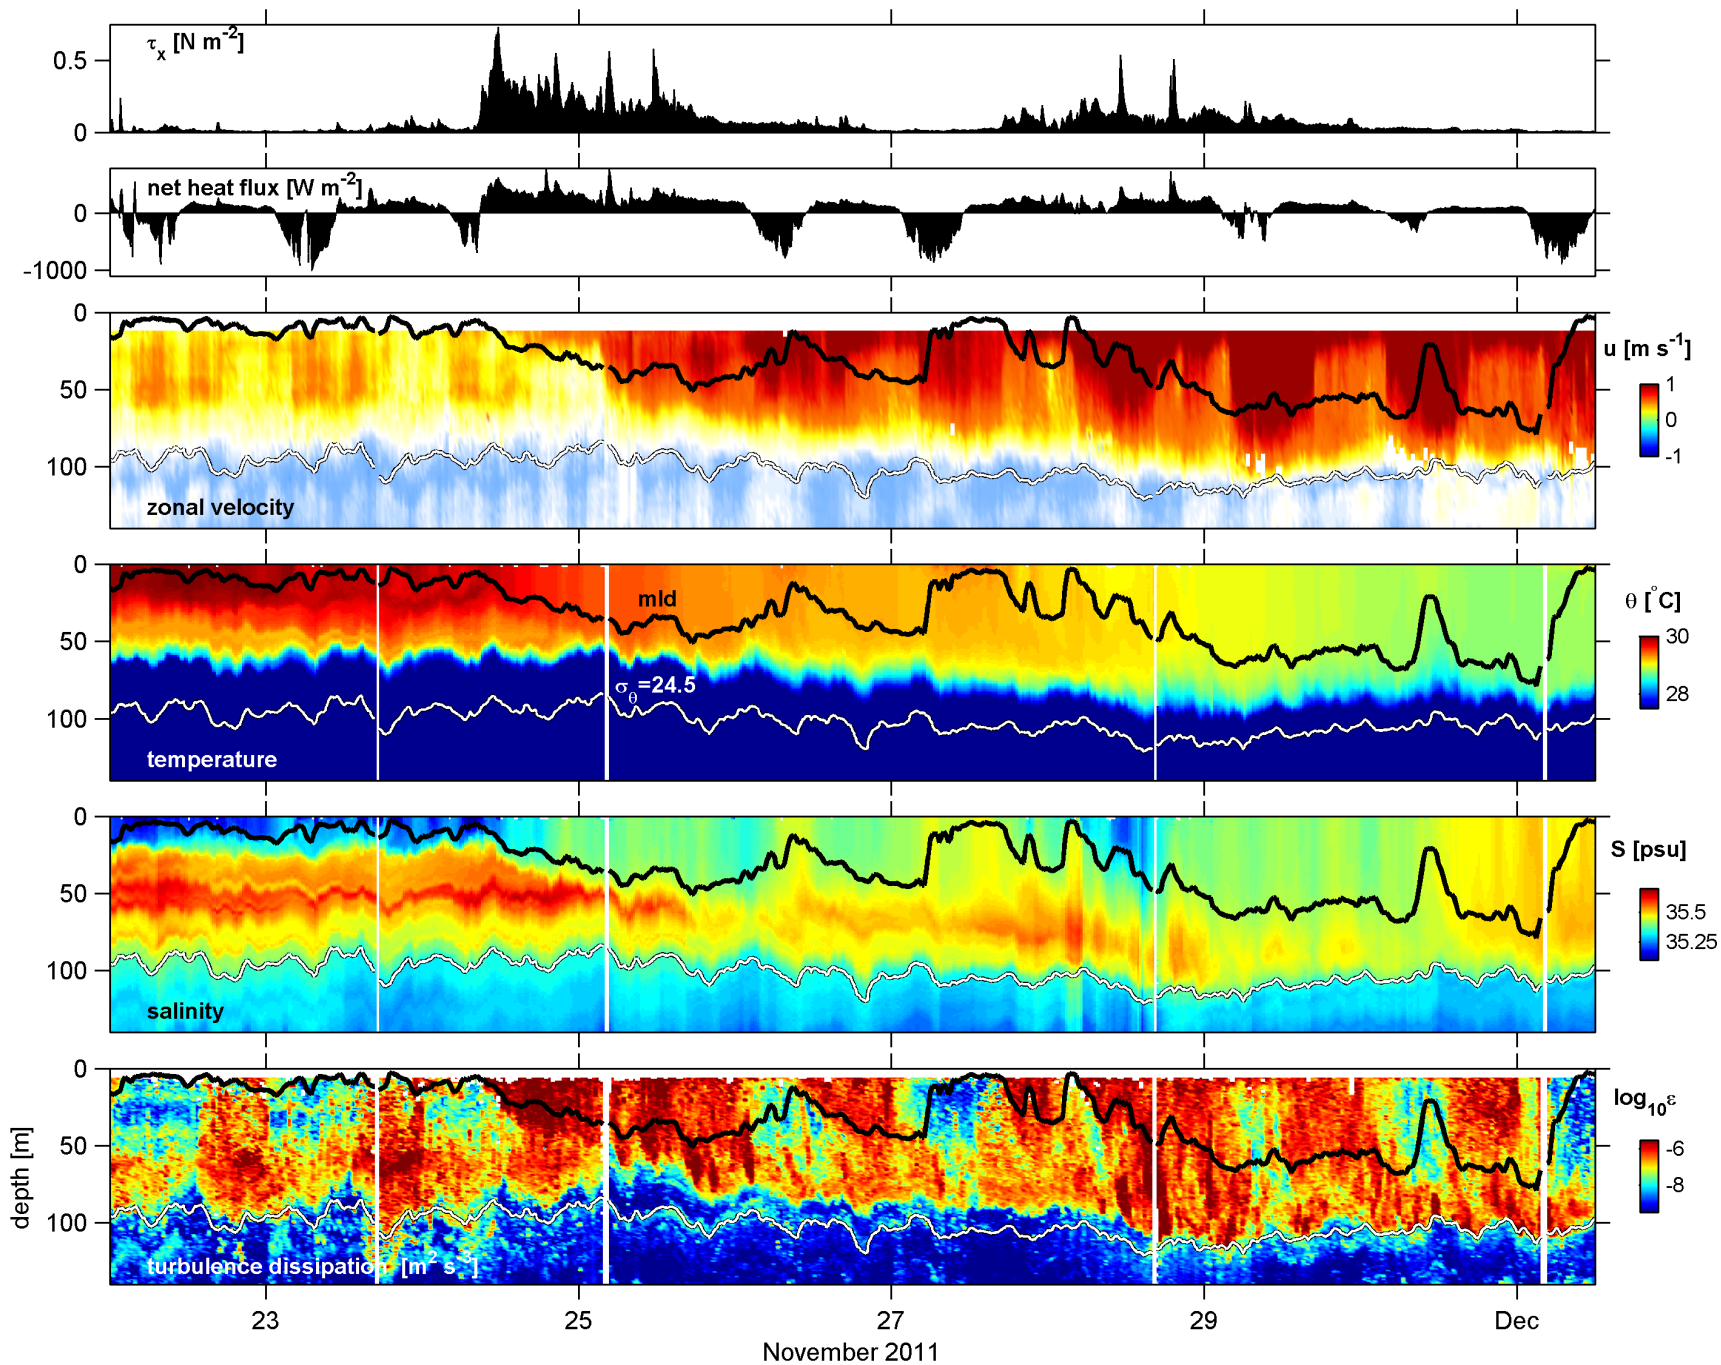 τx [N m-2]
0.5
0
net heat flux [W m-2]
0
-1000
0
50
100
zonal velocity
u [m s-1]
1
0
-1
0
50
100
mld
σθ=24.5
temperature
θ [°C]
30
28
0
50
100
salinity
S [psu]
35.5
35.25
0
50
100
depth [m]
turbulence dissipation [m2 s-3]
log10ε
-6
-8
23
25
27
29
Dec
November 2011